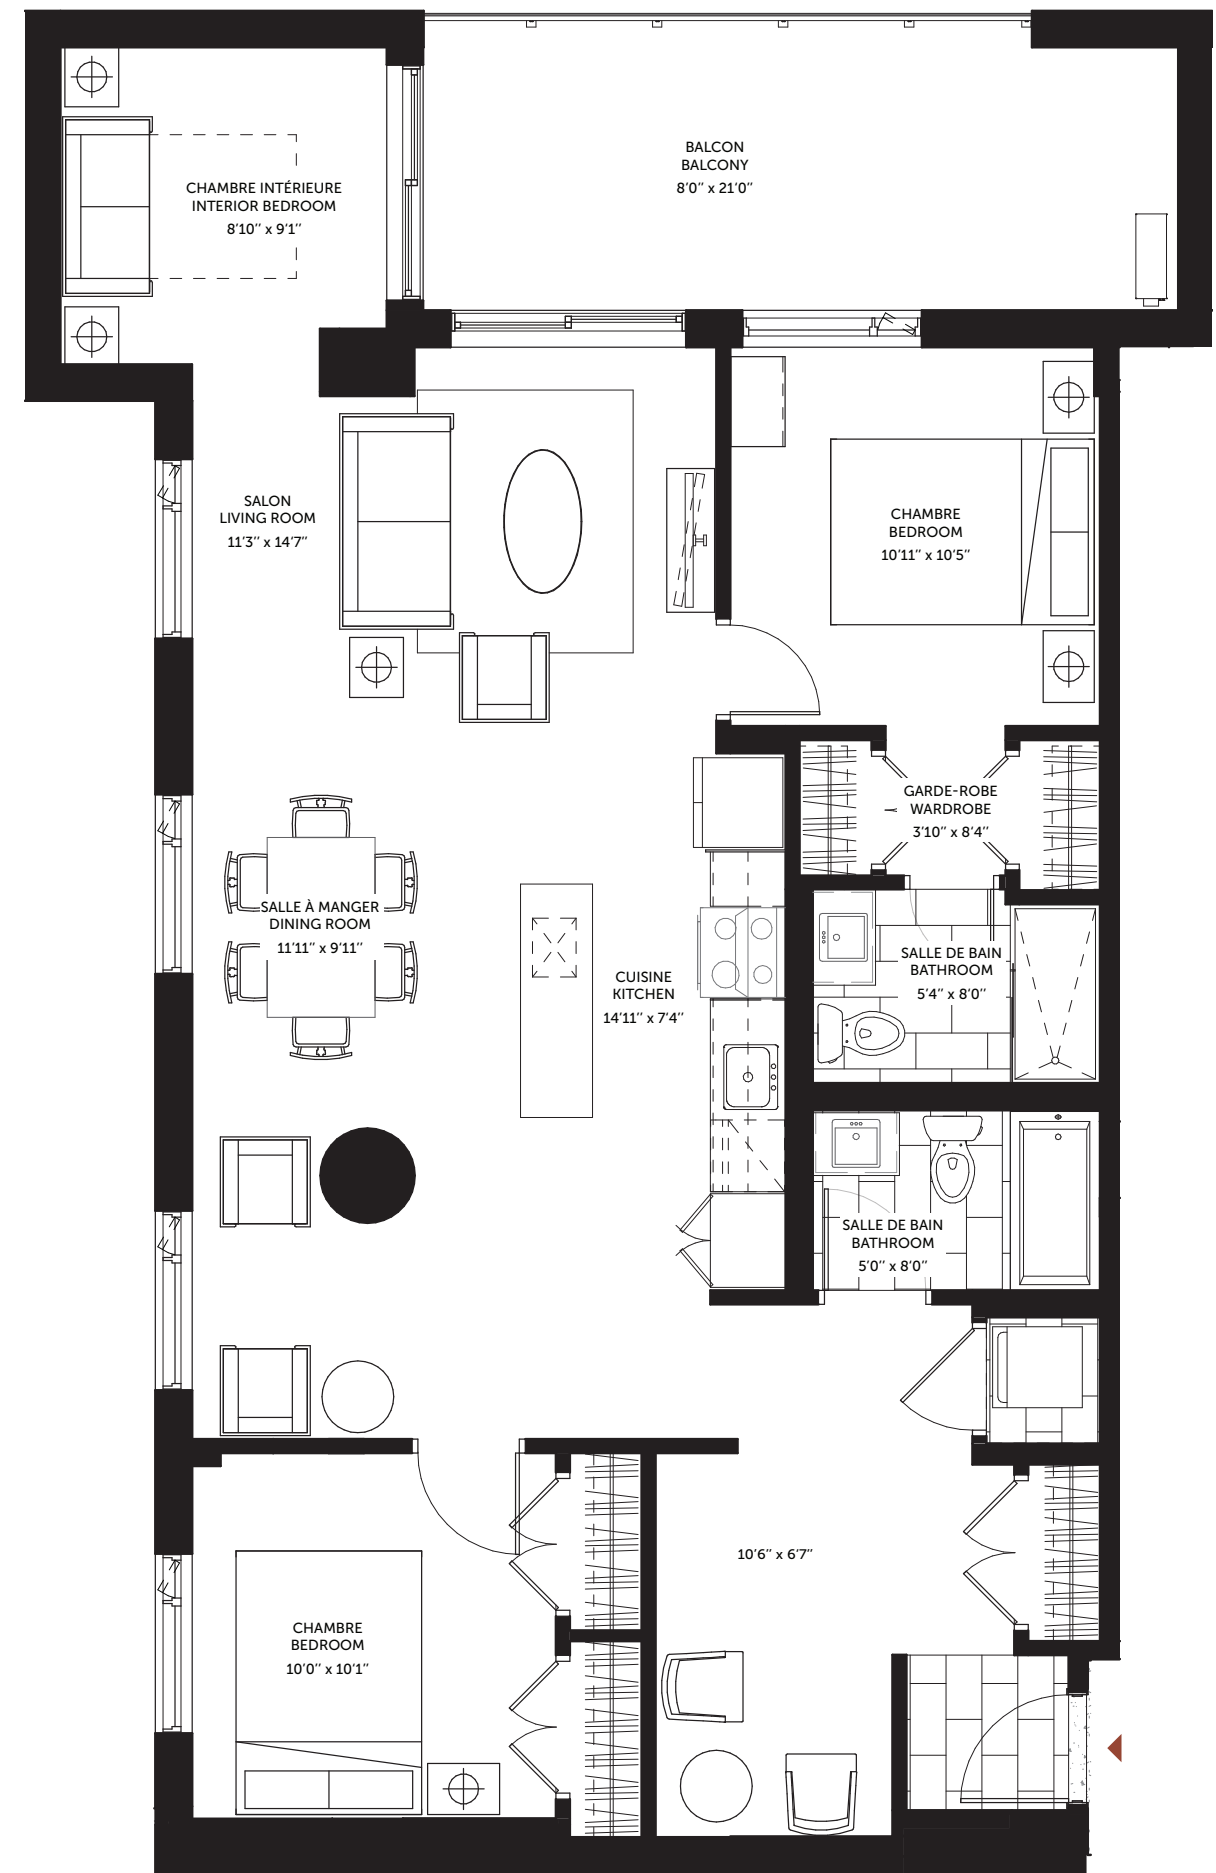 BALCON
BALCONY
8'0'' x 21'0''
CHAMBRE INTÉRIEURE
INTERIOR BEDROOM
8'10'' x 9'1''
SALON
LIVING ROOM
11'3'' x 14'7''
CHAMBRE
BEDROOM
10'11'' x 10'5''
GARDE-ROBE
WARDROBE
3'10'' x 8'4''
SALLE À MANGER
DINING ROOM
11'11'' x 9'11''
CUISINE
KITCHEN
14'11'' x 7'4''
SALLE DE BAIN
BATHROOM
5'4'' x 8'0''
SALLE DE BAIN
BATHROOM
5'0'' x 8'0''
10'6'' x 6'7''
CHAMBRE
BEDROOM
10'0'' x 10'1''